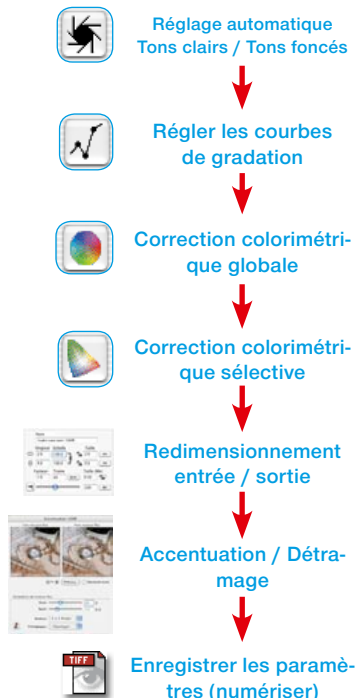 Réglage automatique
Tons clairs / Tons foncés
Régler les courbes
de gradation
Correction colorimétri-
que globale
Correction colorimétri-
que sélective
Redimensionnement
entrée / sortie
Accentuation / Détra-
mage
TIFF
Enregistrer les paramè-
tres (numériser)